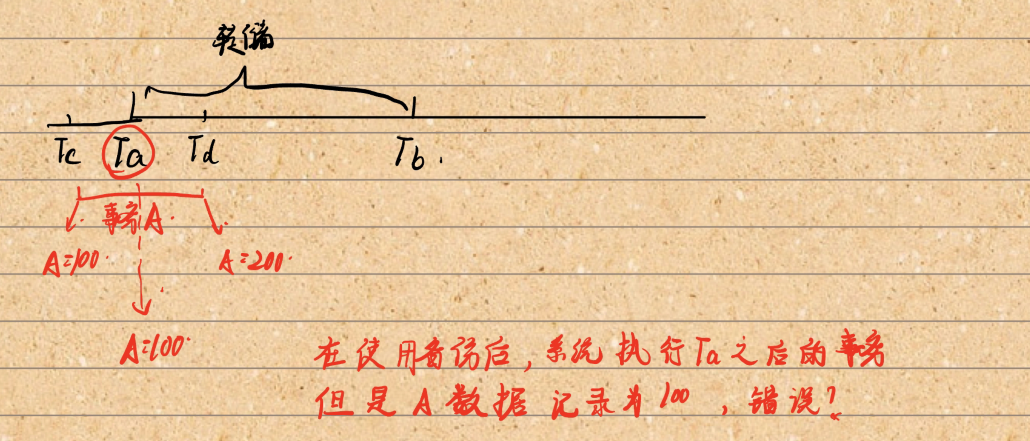 转储
Tc Ta Td Tb.
事务A.
A=100. A=200.
A=100.
在使用备份后,系统执行Ta之后的事务
但是A数据记录为100,错误?